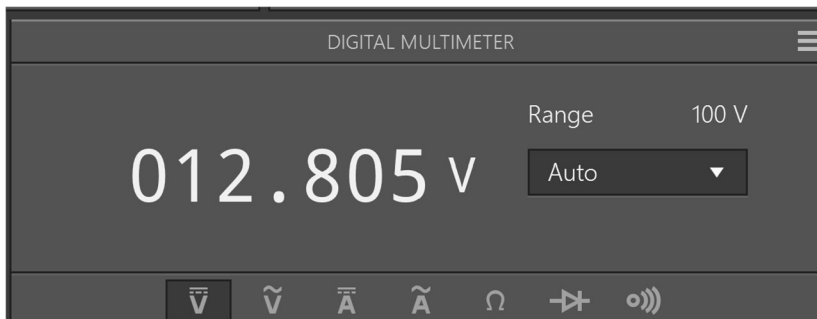 DIGITAL MULTIMETER
Range 100 V
012.805 V
Auto
V V A A Ω